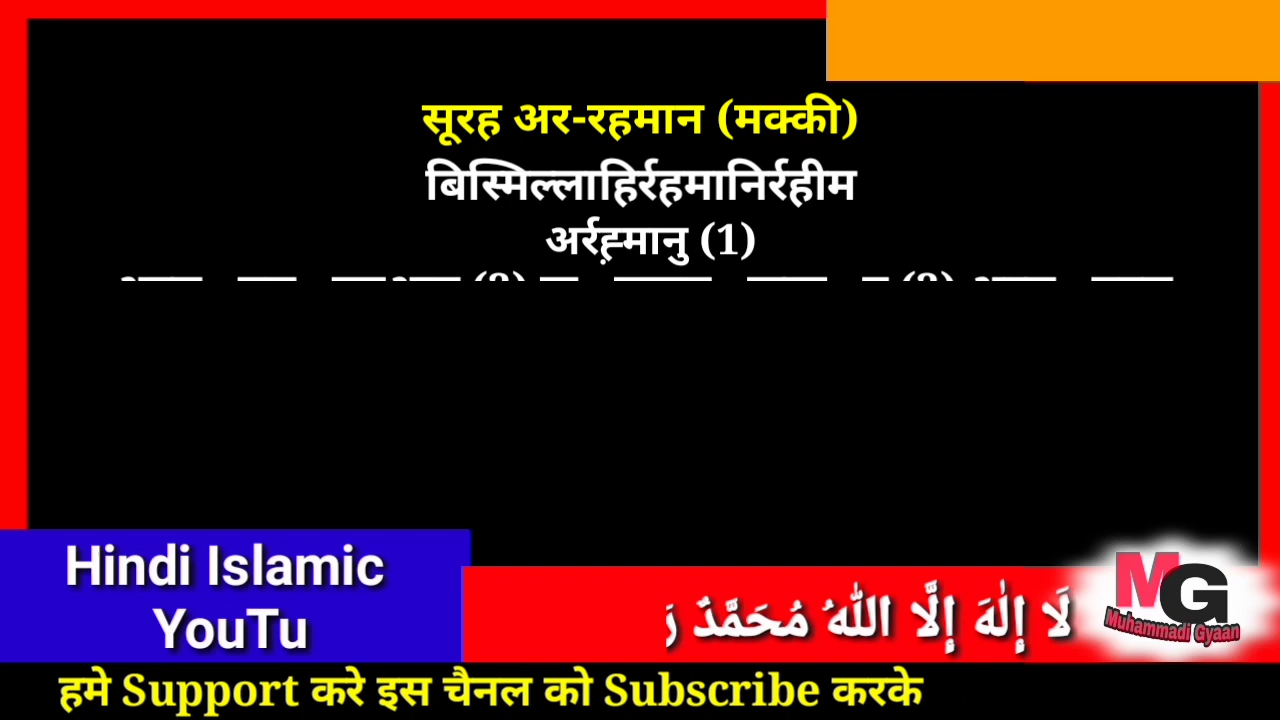 सूरह अर-रहमान (मक्की)
बिस्मिल्लाहिर्रहमानिर्रहीम
अर्रह़्मानु (1)
Hindi Islamic
YouTu
لَا إِلٰهَ إِلَّا اللهُ مُحَمَّدٌ رَ
MG
Muhammadi Gyaan
हमे Support करे इस चैनल को Subscribe करके